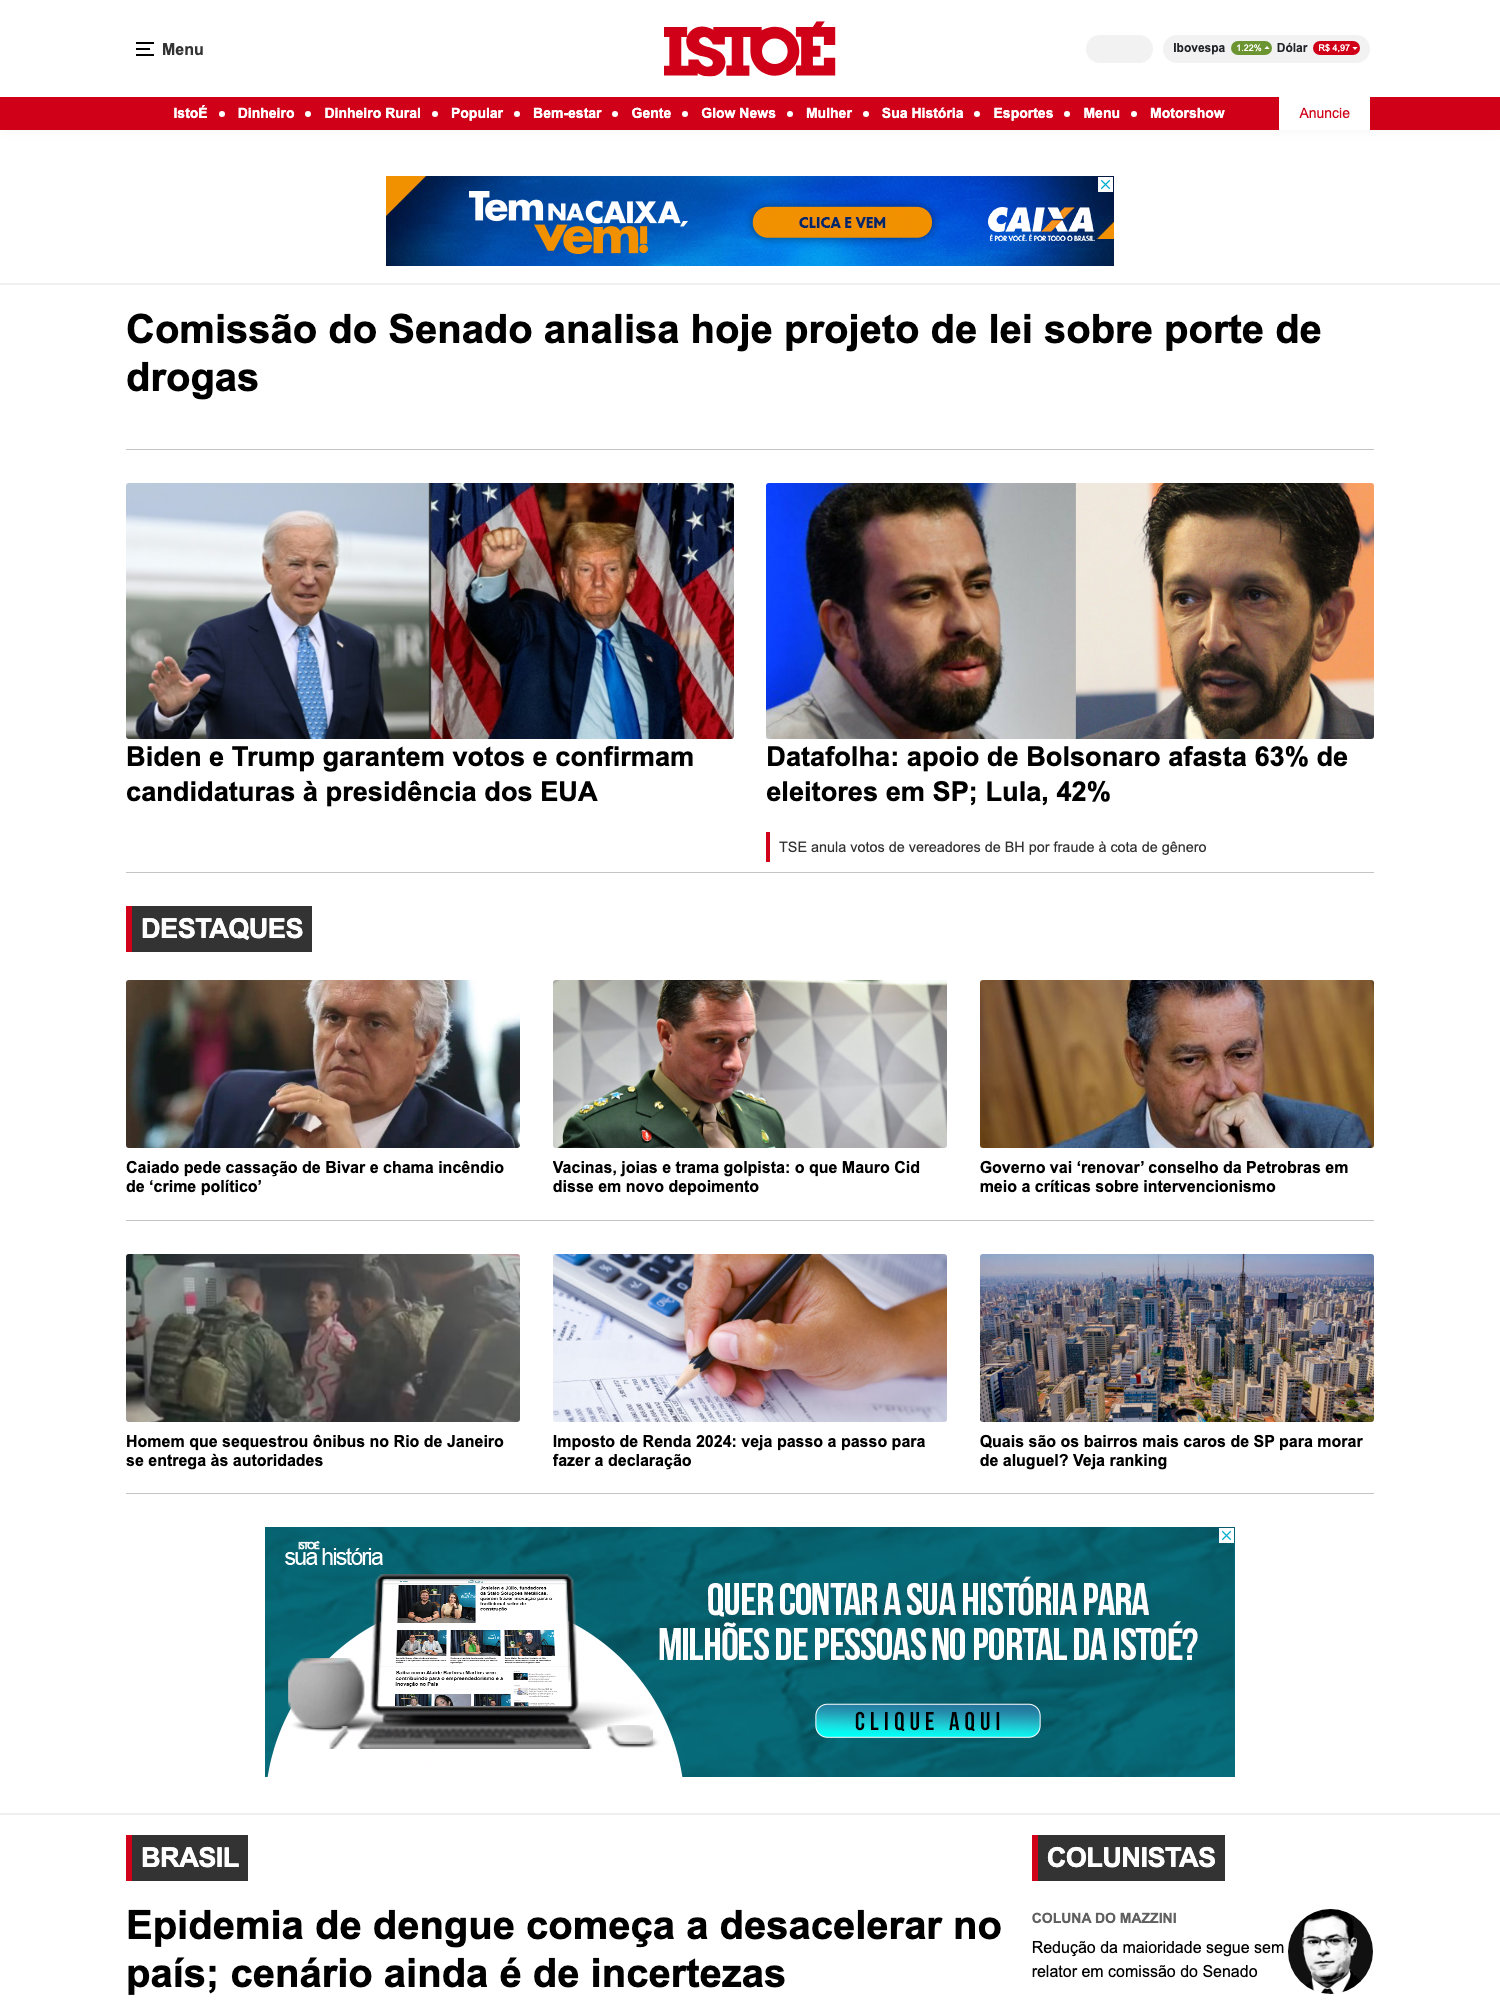 Menu
ISTOÉ
Ibovespa 1.22% Dólar R$ 4,97
IstoÉ • Dinheiro • Dinheiro Rural • Popular • Bem-estar • Gente • Glow News • Mulher • Sua História • Esportes • Menu • Motorshow
Anuncie
Tem NA CAIXA,
vem!
CLICA E VEM
CAIXA
É POR VOCÊ. É POR TODO O BRASIL.
Comissão do Senado analisa hoje projeto de lei sobre porte de
drogas
Biden e Trump garantem votos e confirmam
candidaturas à presidência dos EUA
Datafolha: apoio de Bolsonaro afasta 63% de
eleitores em SP; Lula, 42%
TSE anula votos de vereadores de BH por fraude à cota de gênero
DESTAQUES
Caiado pede cassação de Bivar e chama incêndio
de ‘crime político’
Vacinas, joias e trama golpista: o que Mauro Cid
disse em novo depoimento
Governo vai ‘renovar’ conselho da Petrobras em
meio a críticas sobre intervencionismo
Homem que sequestrou ônibus no Rio de Janeiro
se entrega às autoridades
Imposto de Renda 2024: veja passo a passo para
fazer a declaração
Quais são os bairros mais caros de SP para morar
de aluguel? Veja ranking
ISTOÉ
sua história
QUER CONTAR A SUA HISTÓRIA PARA
MILHÕES DE PESSOAS NO PORTAL DA ISTOÉ?
CLIQUE AQUI
BRASIL
Epidemia de dengue começa a desacelerar no
país; cenário ainda é de incertezas
COLUNISTAS
COLUNA DO MAZZINI
Redução da maioridade segue sem
relator em comissão do Senado